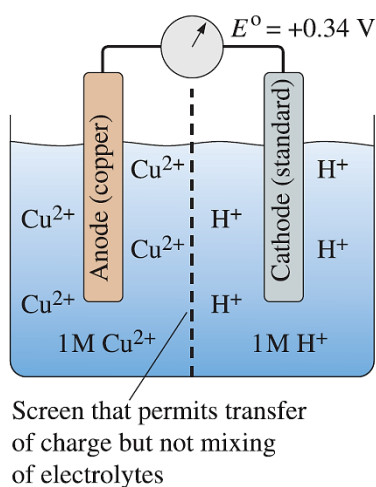 E⁰ = +0.34 V
Anode (copper)
Cathode (standard)
Cu²⁺
H⁺
Cu²⁺
H⁺
Cu²⁺
H⁺
Cu²⁺
H⁺
1M Cu²⁺
1M H⁺
Screen that permits transfer
of charge but not mixing
of electrolytes